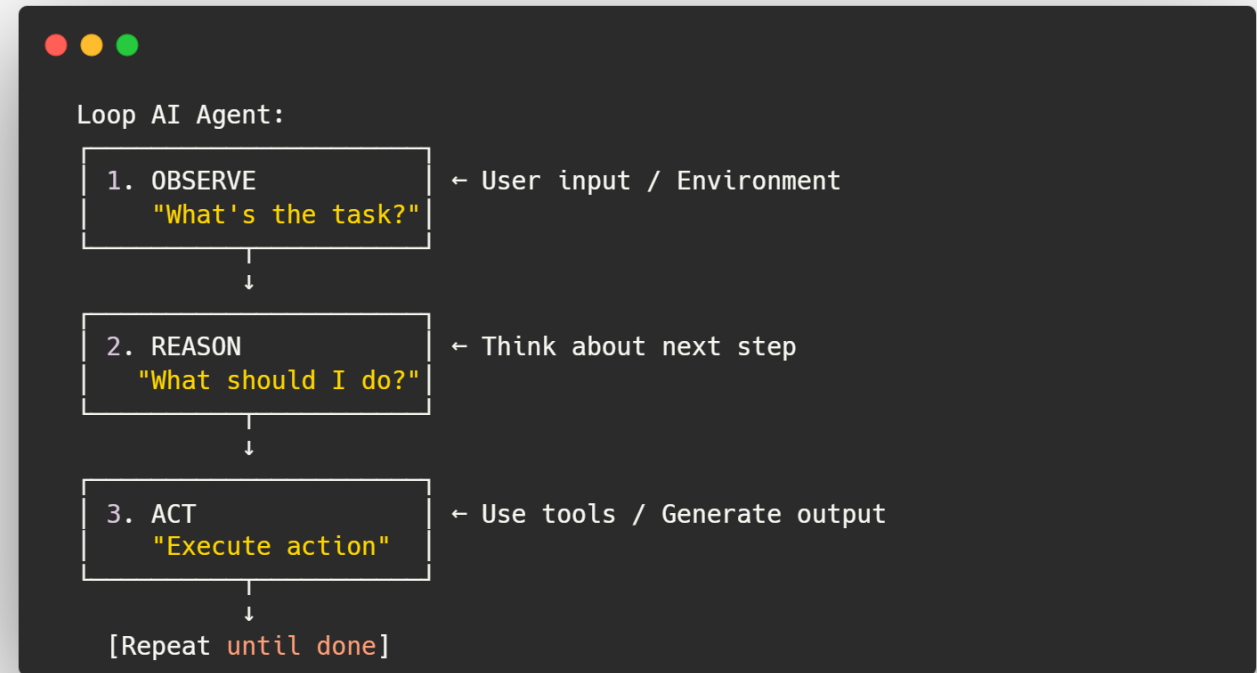 Loop AI Agent:
1. OBSERVE ← User input / Environment
"What's the task?"
↓
2. REASON ← Think about next step
"What should I do?"
↓
3. ACT ← Use tools / Generate output
"Execute action"
↓
[Repeat until done]